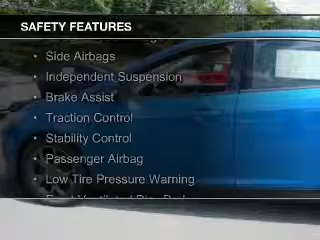 SAFETY FEATURES
• Side Airbags
• Independent Suspension
• Brake Assist
• Traction Control
• Stability Control
• Passenger Airbag
• Low Tire Pressure Warning